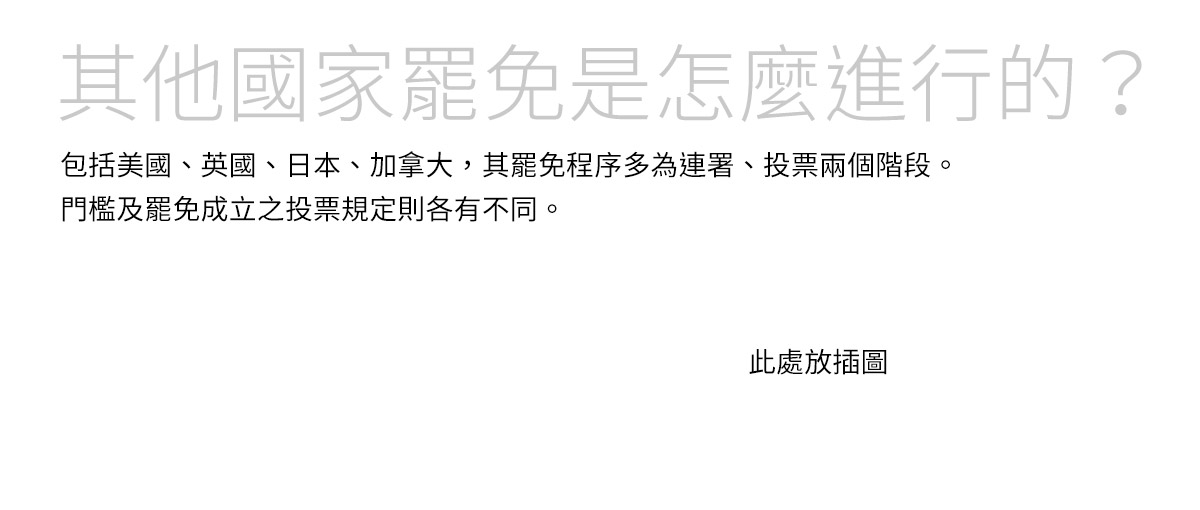 其他國家罷免是怎麼進行的？
包括美國、英國、日本、加拿大，其罷免程序多為連署、投票兩個階段。
門檻及罷免成立之投票規定則各有不同。
此處放插圖